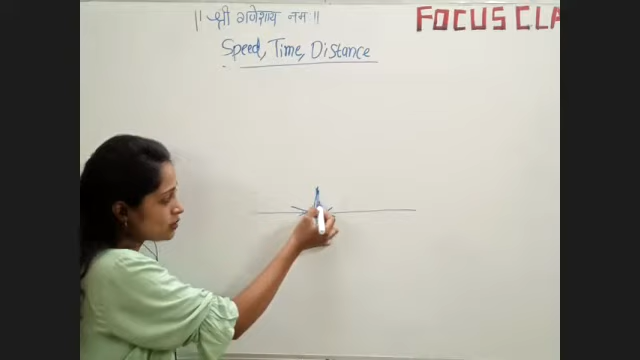 || श्री गणेशाय नमः ||
FOCUS CLA
Speed, Time, Distance